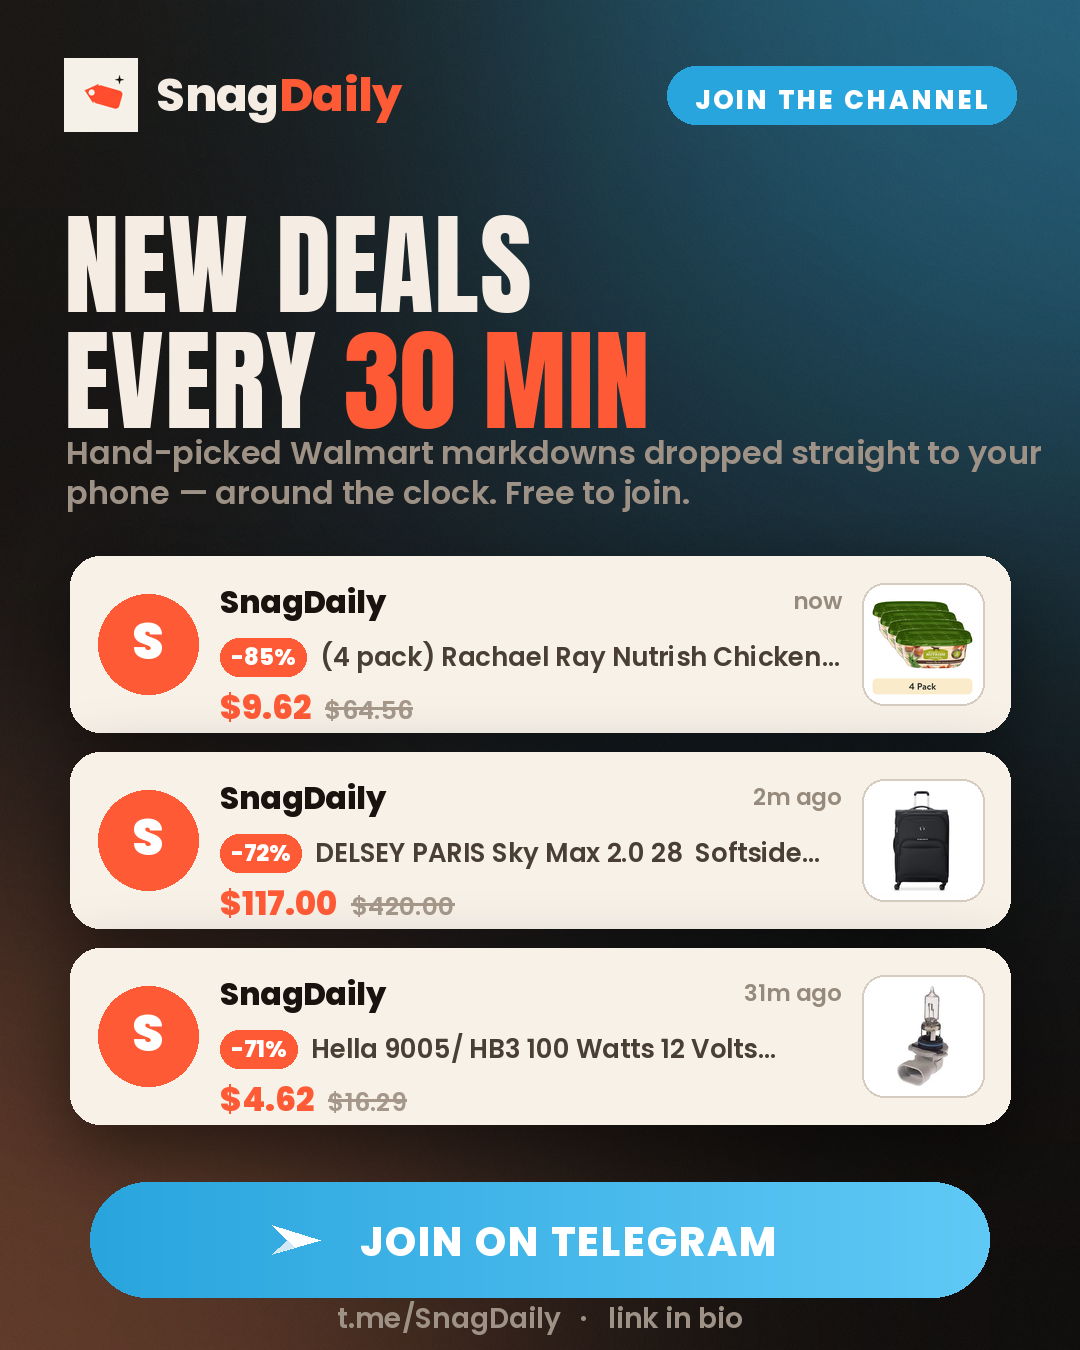 SnagDaily
JOIN THE CHANNEL
NEW DEALS
EVERY 30 MIN
Hand-picked Walmart markdowns dropped straight to your
phone — around the clock. Free to join.
S
SnagDaily
now
-85% (4 pack) Rachael Ray Nutrish Chicken...
$9.62 $64.56
4 Pack
S
SnagDaily
2m ago
-72% DELSEY PARIS Sky Max 2.0 28 Softside...
$117.00 $420.00
S
SnagDaily
31m ago
-71% Hella 9005/ HB3 100 Watts 12 Volts...
$4.62 $16.29
JOIN ON TELEGRAM
t.me/SnagDaily · link in bio